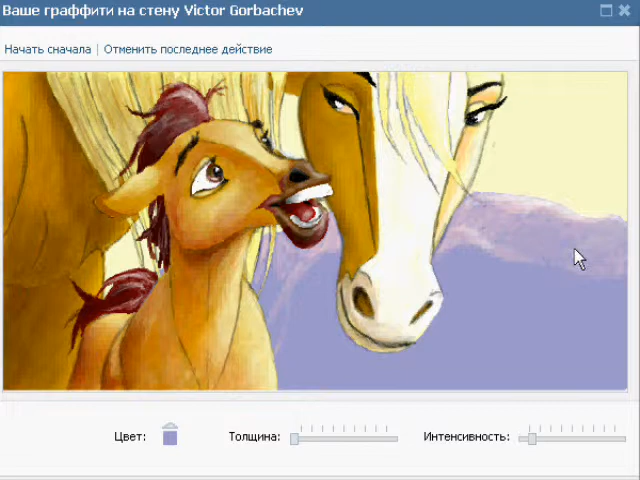 Ваше граффити на стену Victor Gorbachev
Начать сначала | Отменить последнее действие
Цвет: Толщина: Интенсивность: